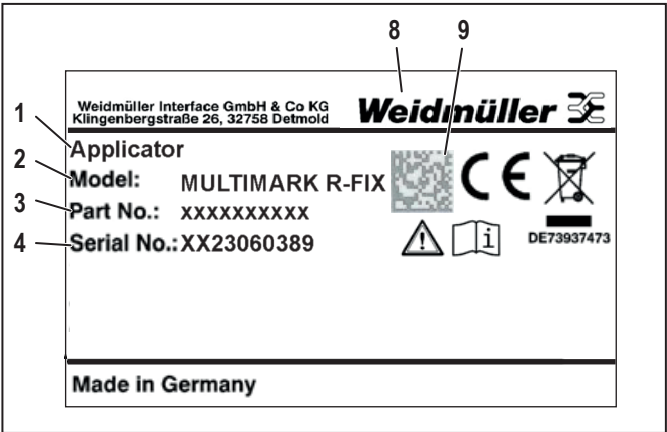 8 9
Weidmüller Interface GmbH & Co KG
Klingenbergstraße 26, 32758 Detmold
Weidmüller
1 Applicator
2 Model: MULTIMARK R-FIX
CE
3 Part No.: xxxxxxxxxx
4 Serial No.: XX23060389
i
DE73937473
Made in Germany